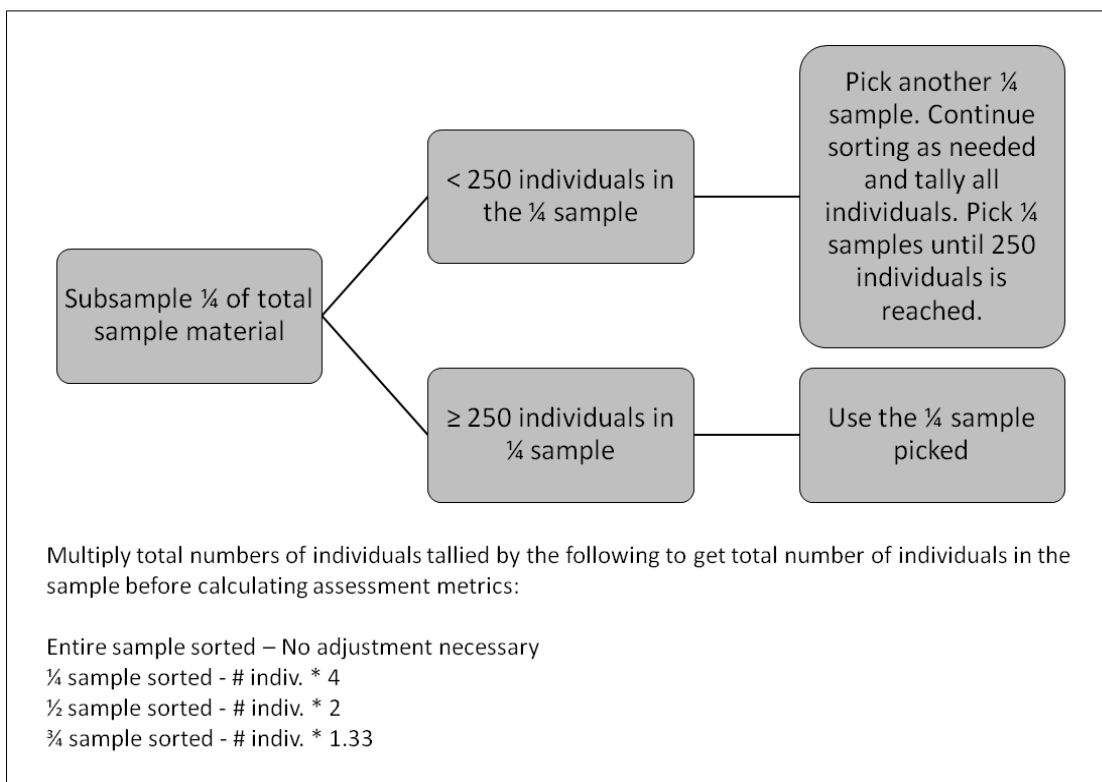 Subsample ¼ of total
sample material
< 250 individuals in
the ¼ sample
Pick another ¼
sample. Continue
sorting as needed
and tally all
individuals. Pick ¼
samples until 250
individuals is
reached.
≥ 250 individuals in
¼ sample
Use the ¼ sample
picked
Multiply total numbers of individuals tallied by the following to get total number of individuals in the
sample before calculating assessment metrics:
Entire sample sorted – No adjustment necessary
¼ sample sorted - # indiv. * 4
½ sample sorted - # indiv. * 2
¾ sample sorted - # indiv. * 1.33